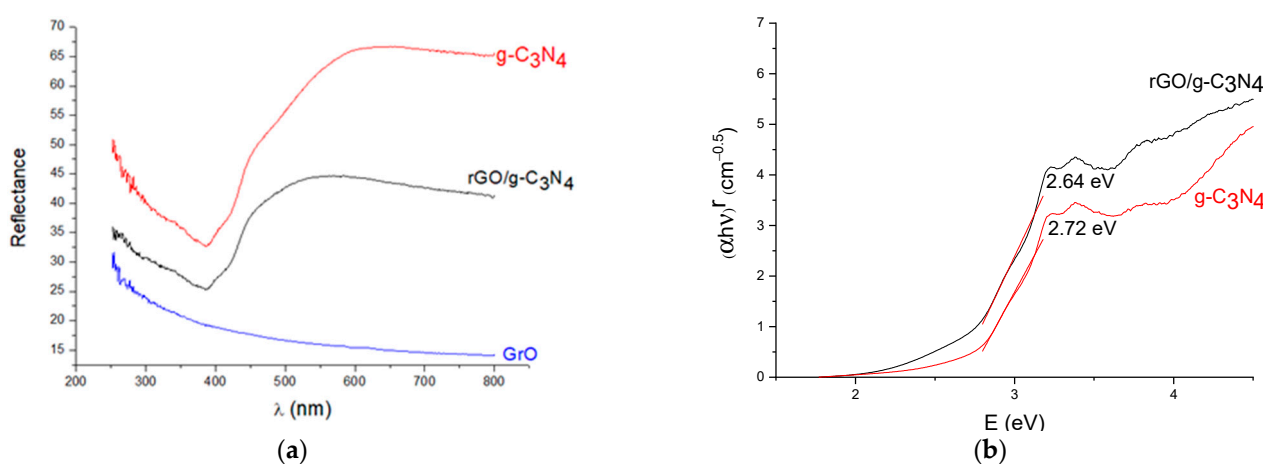 70
65
60
55
50
45
40
35
30
25
20
15
200 300 400 500 600 700 800
Reflectance
λ (nm)
g-C₃N₄
rGO/g-C₃N₄
GrO
(a)
7
6
5
4
3
2
1
0
2 3 4
(αhν)ʳ (cm⁻⁰·⁵)
E (eV)
rGO/g-C₃N₄
2.64 eV
g-C₃N₄
2.72 eV
(b)